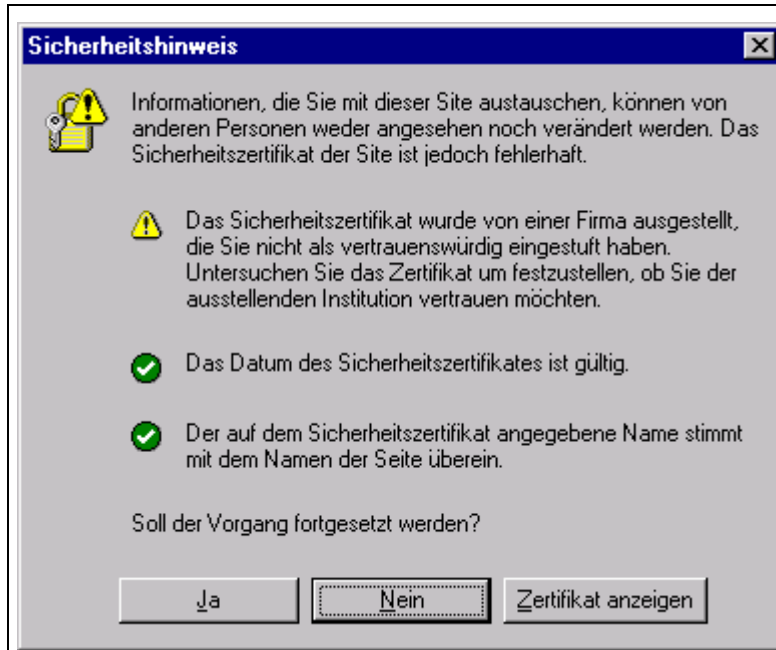 Sicherheitshinweis
Informationen, die Sie mit dieser Site austauschen, können von
anderen Personen weder angesehen noch verändert werden. Das
Sicherheitszertifikat der Site ist jedoch fehlerhaft.
Das Sicherheitszertifikat wurde von einer Firma ausgestellt,
die Sie nicht als vertrauenswürdig eingestuft haben.
Untersuchen Sie das Zertifikat um festzustellen, ob Sie der
ausstellenden Institution vertrauen möchten.
Das Datum des Sicherheitszertifikates ist gültig.
Der auf dem Sicherheitszertifikat angegebene Name stimmt
mit dem Namen der Seite überein.
Soll der Vorgang fortgesetzt werden?
Ja Nein Zertifikat anzeigen